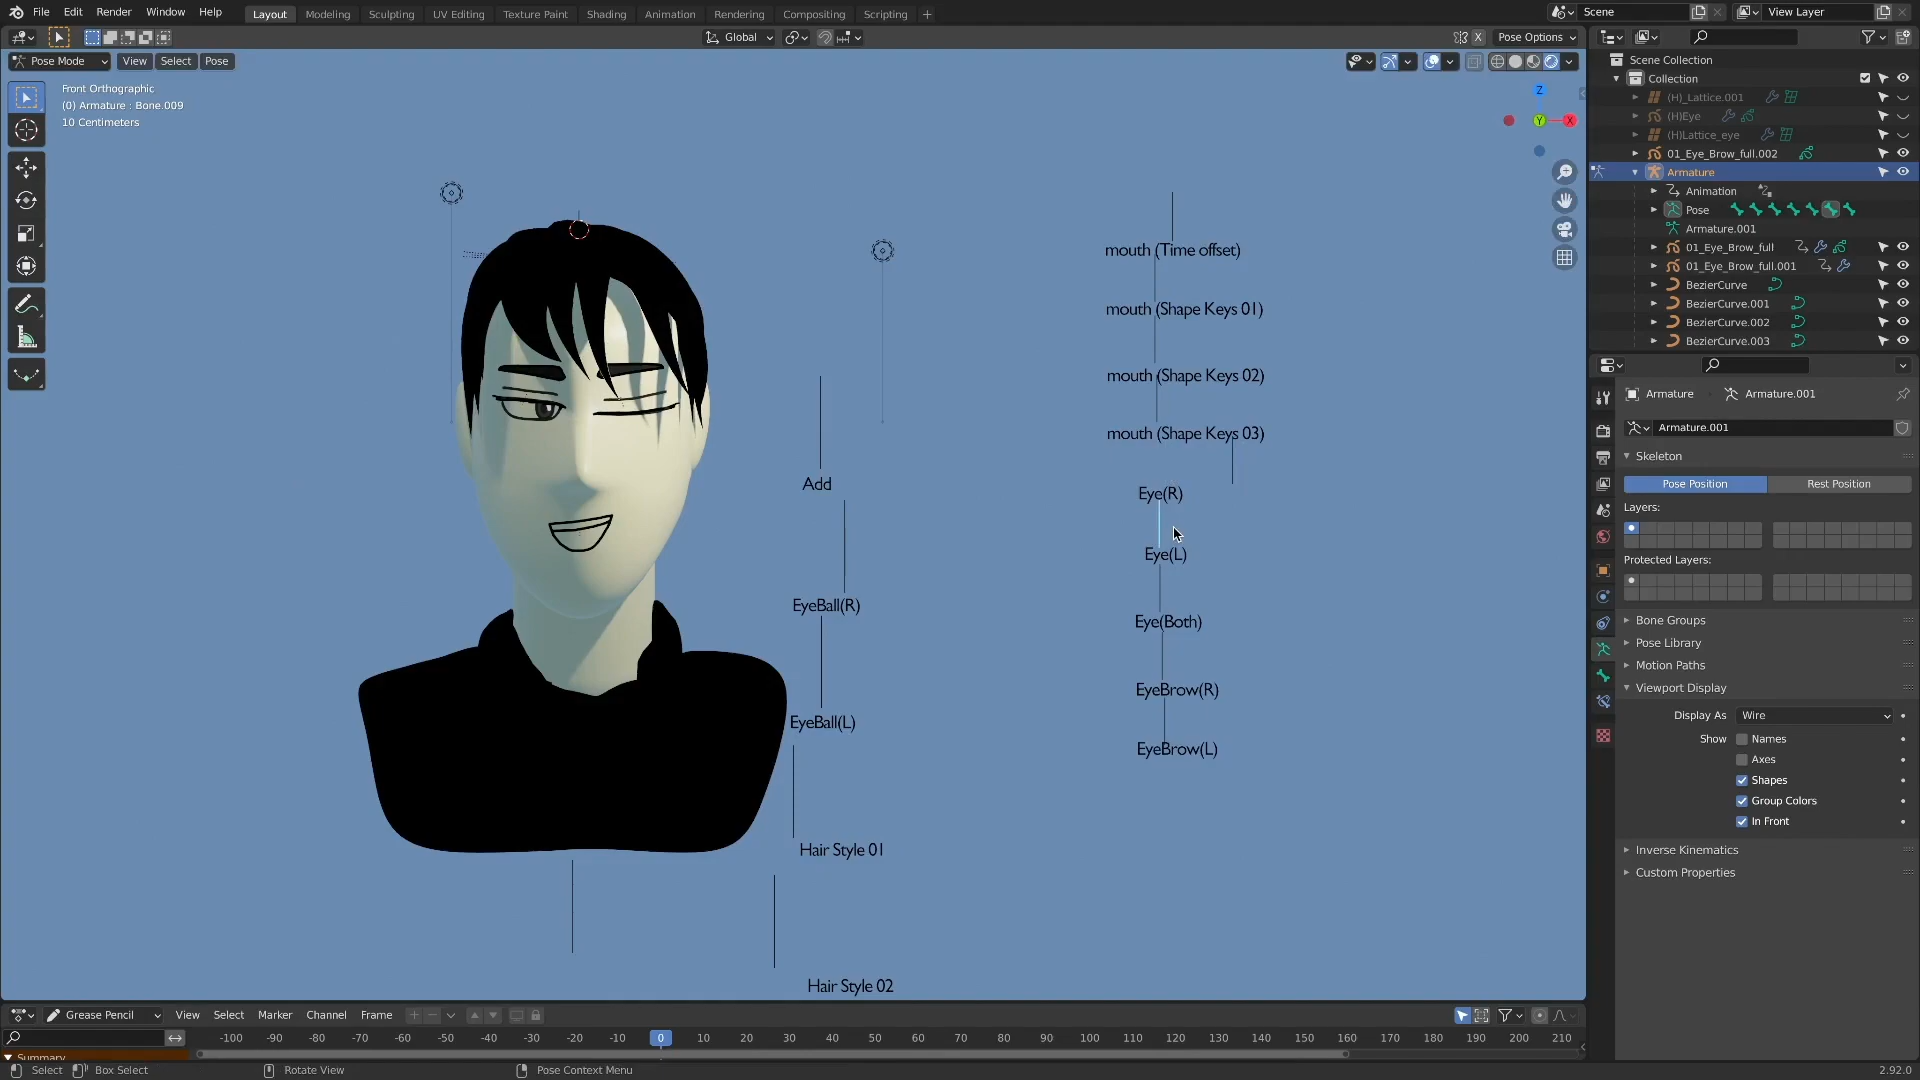 File Edit Render Window Help Layout Modeling Sculpting UV Editing Texture Paint Shading Animation Rendering Compositing Scripting + Scene View Layer
Global Pose Options
X
Pose Mode View Select Pose
Front Orthographic
(0) Armature : Bone.009
10 Centimeters
Z
Y
X
mouth (Time offset)
mouth (Shape Keys 01)
mouth (Shape Keys 02)
mouth (Shape Keys 03)
Add
Eye(R)
Eye(L)
EyeBall(R)
Eye(Both)
EyeBrow(R)
EyeBall(L)
EyeBrow(L)
Hair Style 01
Hair Style 02
Scene Collection
Collection
(H)_Lattice.001
(H)Eye
(H)Lattice_eye
01_Eye_Brow_full.002
Armature
Animation
Pose
Armature.001
01_Eye_Brow_full
01_Eye_Brow_full.001
BezierCurve
BezierCurve.001
BezierCurve.002
BezierCurve.003
Armature Armature.001
Armature.001
Skeleton
Pose Position Rest Position
Layers:
Protected Layers:
Bone Groups
Pose Library
Motion Paths
Viewport Display
Display As Wire
Show Names
Axes
Shapes
Group Colors
In Front
Inverse Kinematics
Custom Properties
Grease Pencil View Select Marker Channel Frame
-100 -90 -80 -70 -60 -50 -40 -30 -20 -10 0 10 20 30 40 50 60 70 80 90 100 110 120 130 140 150 160 170 180 190 200 210
Summary
Select Box Select Rotate View Pose Context Menu 2.92.0